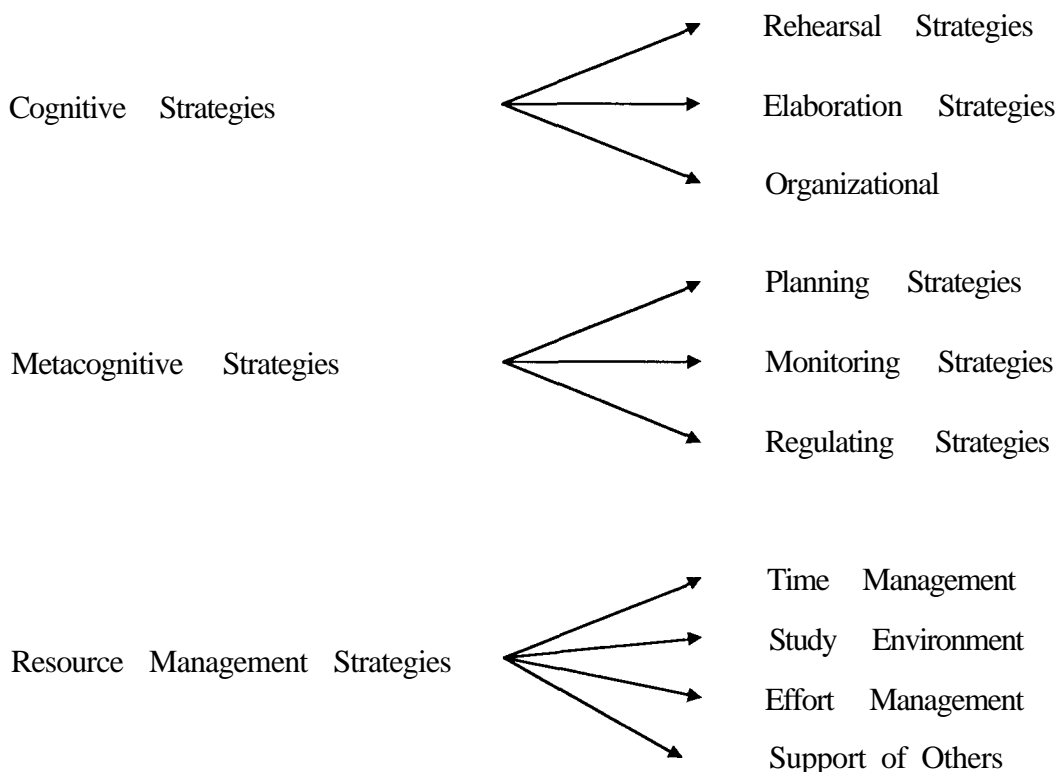 Rehearsal Strategies
Cognitive Strategies
Elaboration Strategies
Organizational
Planning Strategies
Metacognitive Strategies
Monitoring Strategies
Regulating Strategies
Time Management
Study Environment
Resource Management Strategies
Effort Management
Support of Others